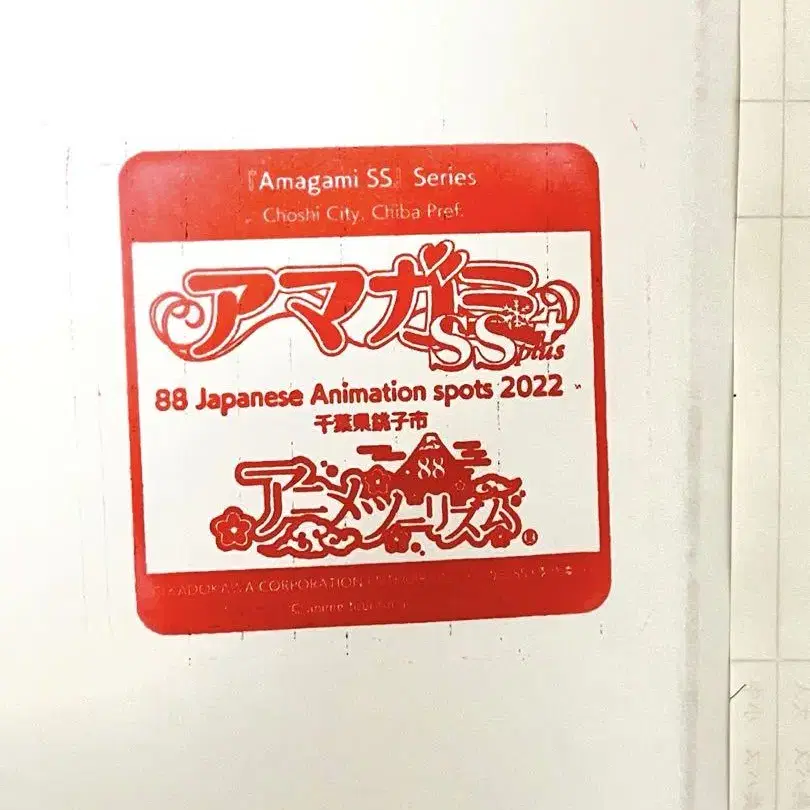 『Amagami SS』 Series
Choshi City, Chiba Pref.
アマガミ
SS+
plus
88 Japanese Animation spots 2022
千葉県銚子市
88
アニメツーリズム
KADOKAWA CORPORATION